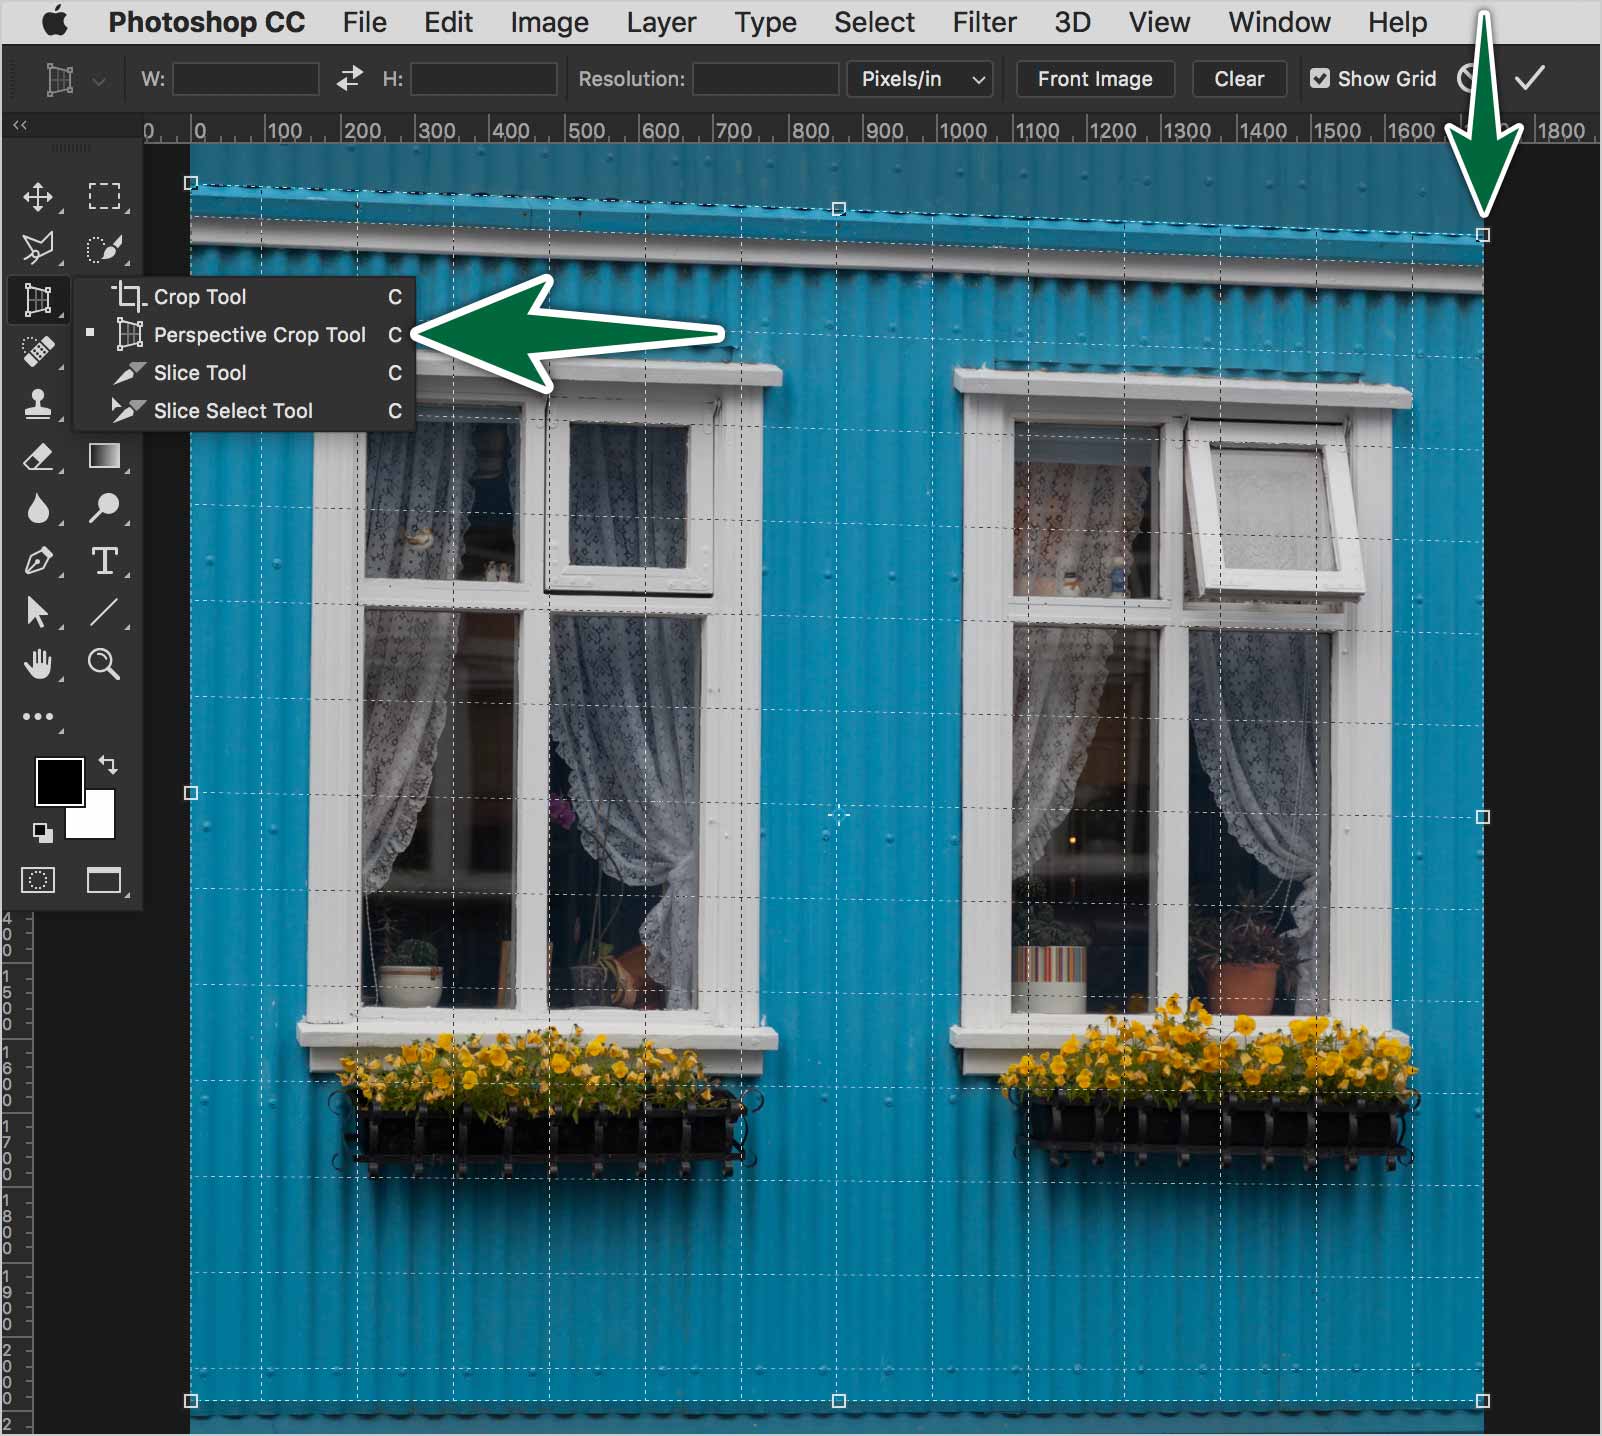 Photoshop CC File Edit Image Layer Type Select Filter 3D View Window Help
W: H: Resolution: Pixels/in Front Image Clear Show Grid
0 0 100 200 300 400 500 600 700 800 900 1000 1100 1200 1300 1400 1500 1600 1800
Crop Tool C
Perspective Crop Tool C
Slice Tool C
Slice Select Tool C
T
400
1500
1600
1700
1800
1900
2000
2